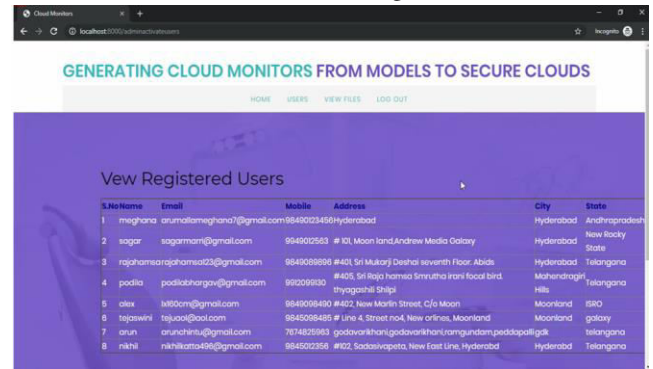 Cloud Monitors
localhost:8000/adminactivateusers
Incognito
GENERATING CLOUD MONITORS FROM MODELS TO SECURE CLOUDS
HOME USERS VIEW FILES LOG OUT
Vew Registered Users
S.No Name Email Mobile Address City State
1 meghana arumallameghana7@gmail.com 9849012345 Hyderabad Hyderabad Andhrapradesh
2 sagar sagarmarri@gmail.com 9949012563 # 101, Moon land,Andrew Media Galaxy Hyderabad New Rocky
State
3 rajahamsa rajahamsa123@gmail.com 9849089896 #401, Sri Mukarji Deshai seventh Floor. Abids Hyderabad Telangana
4 podila podilabhargav@gmail.com 9912099130 #405, Sri Raja hamsa Smrutha irani focal bird. Mahendragiri Telangana
thyagashili Shilpi Hills
5 alex lx160cm@gmail.com 9849098490 #402, New Marlin Street, C/o Moon Moonland ISRO
6 tejaswini tejuaol@aol.com 9845098485 # Line 4, Street no4, New orlines, Moonland Moonland galaxy
7 arun arunchintu@gmail.com 7674825963 godavarikhani,godavarikhani,ramgundam,peddapalli gdk telangana
8 nikhil nikhilkatta496@gmail.com 9845012356 #102, Sadasivapeta, New East Line, Hyderabd Hyderabad Telangana